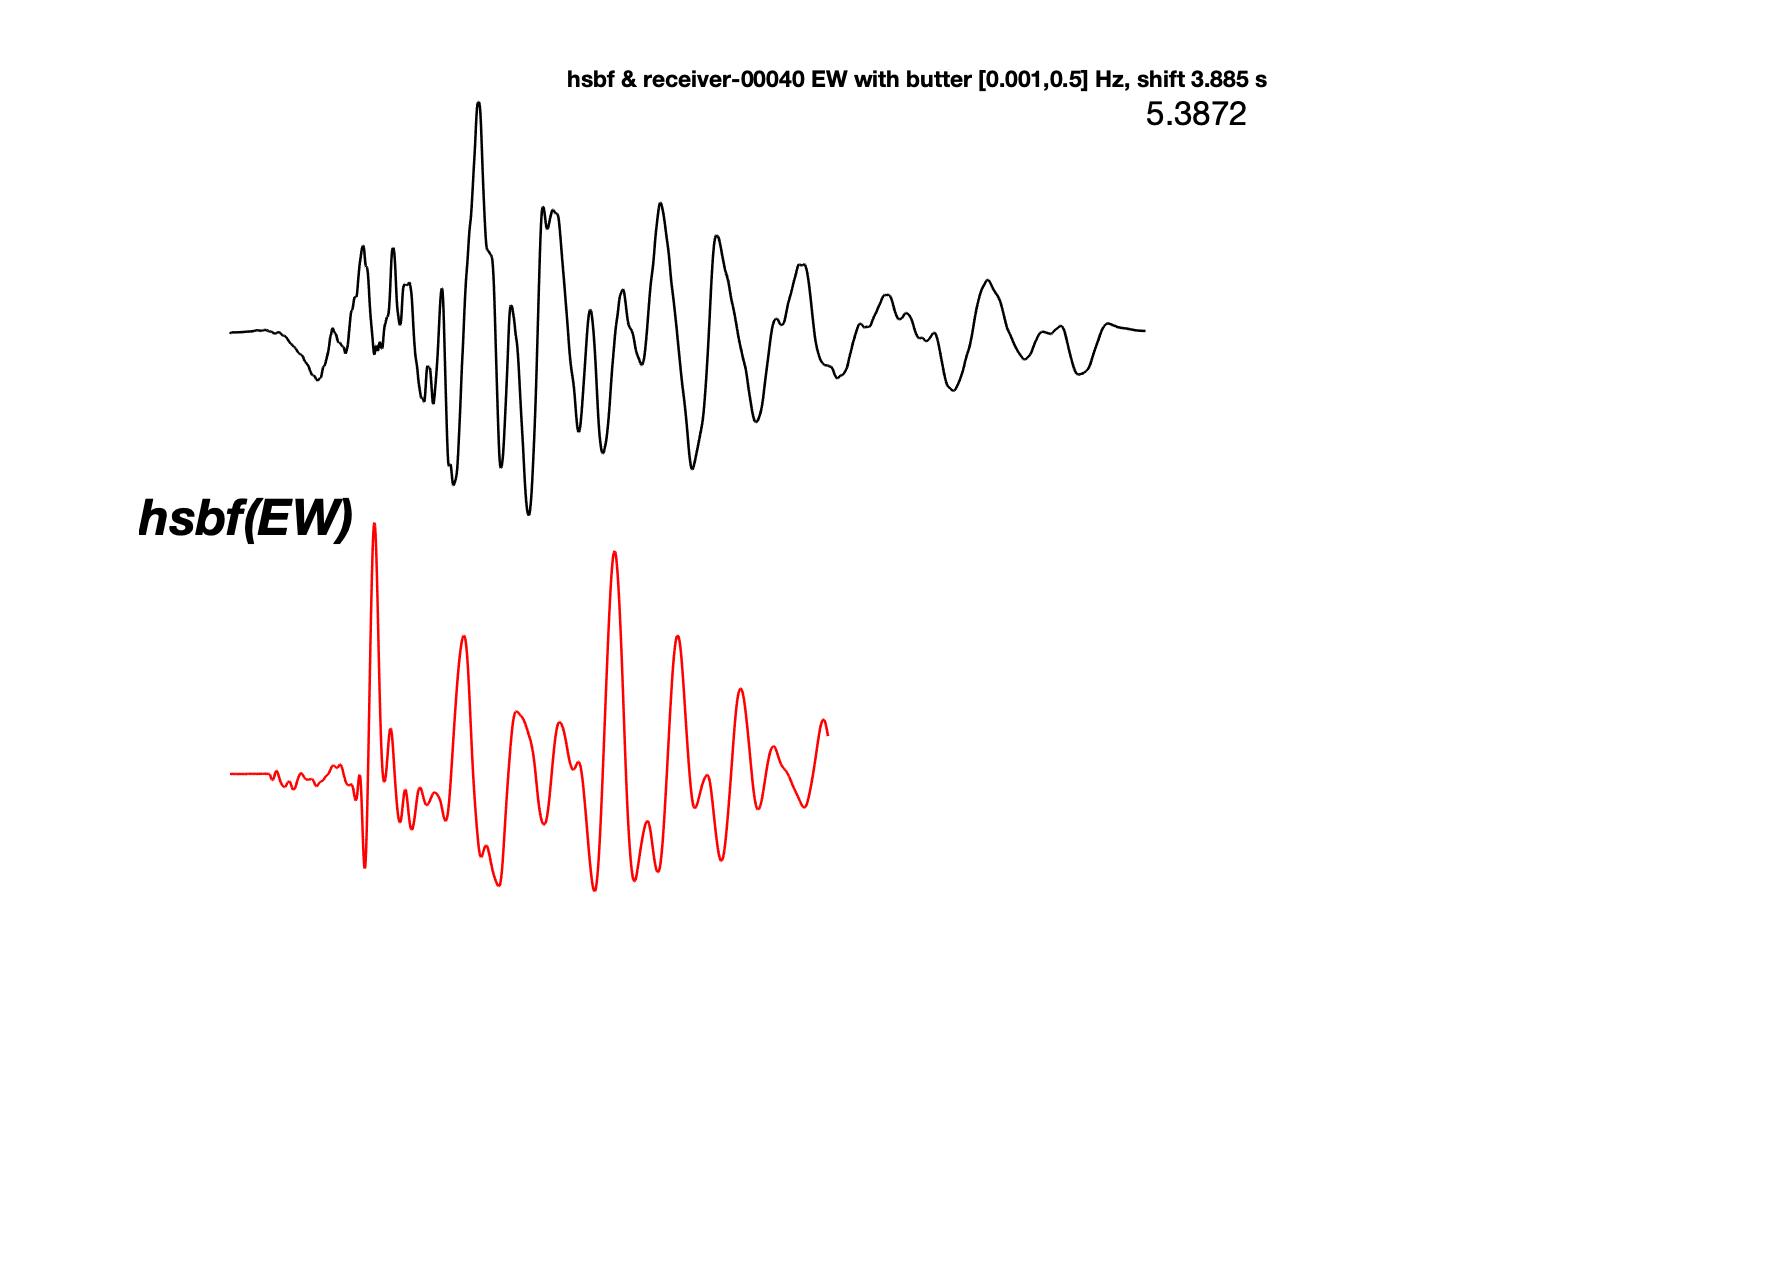 hsbf & receiver-00040 EW with butter [0.001,0.5] Hz, shift 3.885 s
5.3872
hsbf(EW)